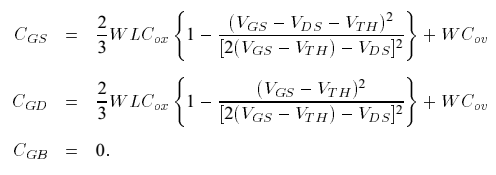 C_{GS} = \frac{2}{3} W L C_{ox} \left\{ 1 - \frac{(V_{GS} - V_{DS} - V_{TH})^2}{[2(V_{GS} - V_{TH}) - V_{DS}]^2} \right\} + W C_{ov}
C_{GD} = \frac{2}{3} W L C_{ox} \left\{ 1 - \frac{(V_{GS} - V_{TH})^2}{[2(V_{GS} - V_{TH}) - V_{DS}]^2} \right\} + W C_{ov}
C_{GB} = 0.